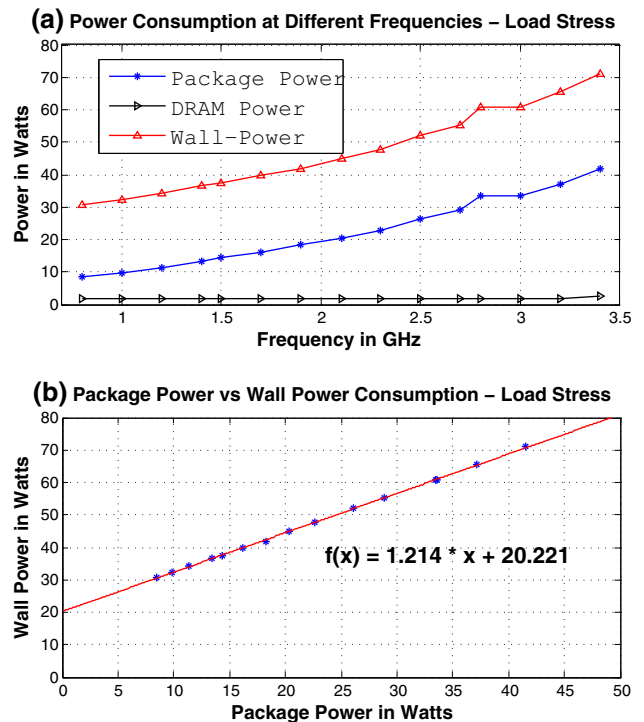 (a) Power Consumption at Different Frequencies – Load Stress
80
70
60
50
40
30
20
10
0
Power in Watts
Package Power
DRAM Power
Wall-Power
1 1.5 2 2.5 3 3.5
Frequency in GHz
(b) Package Power vs Wall Power Consumption – Load Stress
80
70
60
50
40
30
20
10
0
Wall Power in Watts
f(x) = 1.214 * x + 20.221
0 5 10 15 20 25 30 35 40 45 50
Package Power in Watts